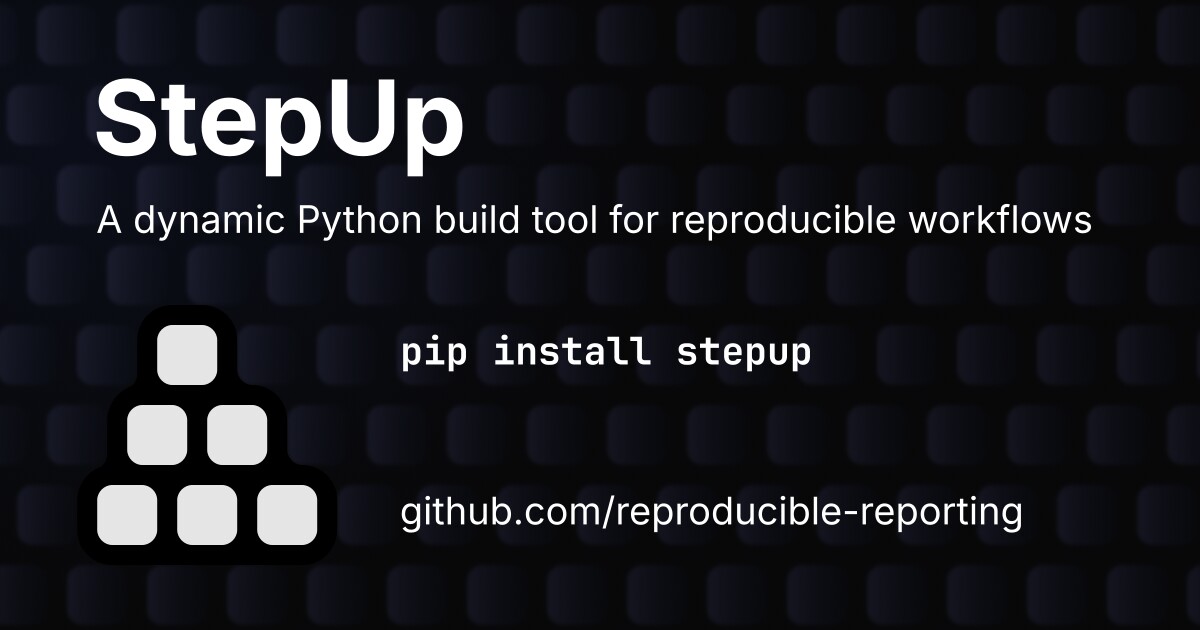 StepUp
A dynamic Python build tool for reproducible workflows
pip install stepup
github.com/reproducible-reporting